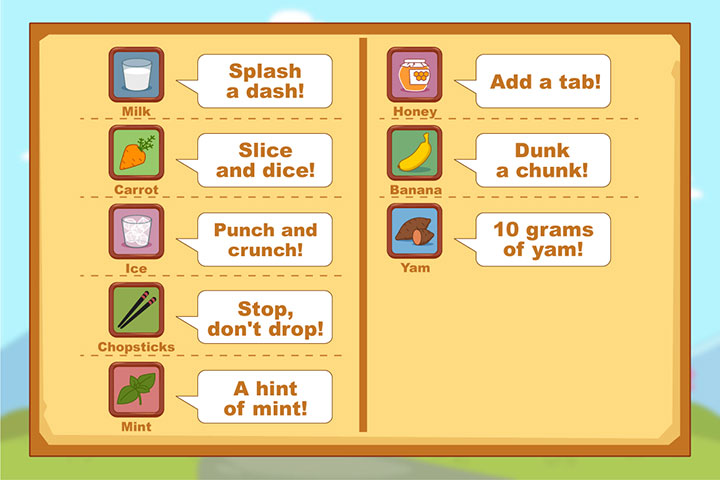 Milk
Splash
a dash!
Carrot
Slice
and dice!
Ice
Punch and
crunch!
Chopsticks
Stop,
don't drop!
Mint
A hint
of mint!
Honey
Add a tab!
Banana
Dunk
a chunk!
Yam
10 grams
of yam!